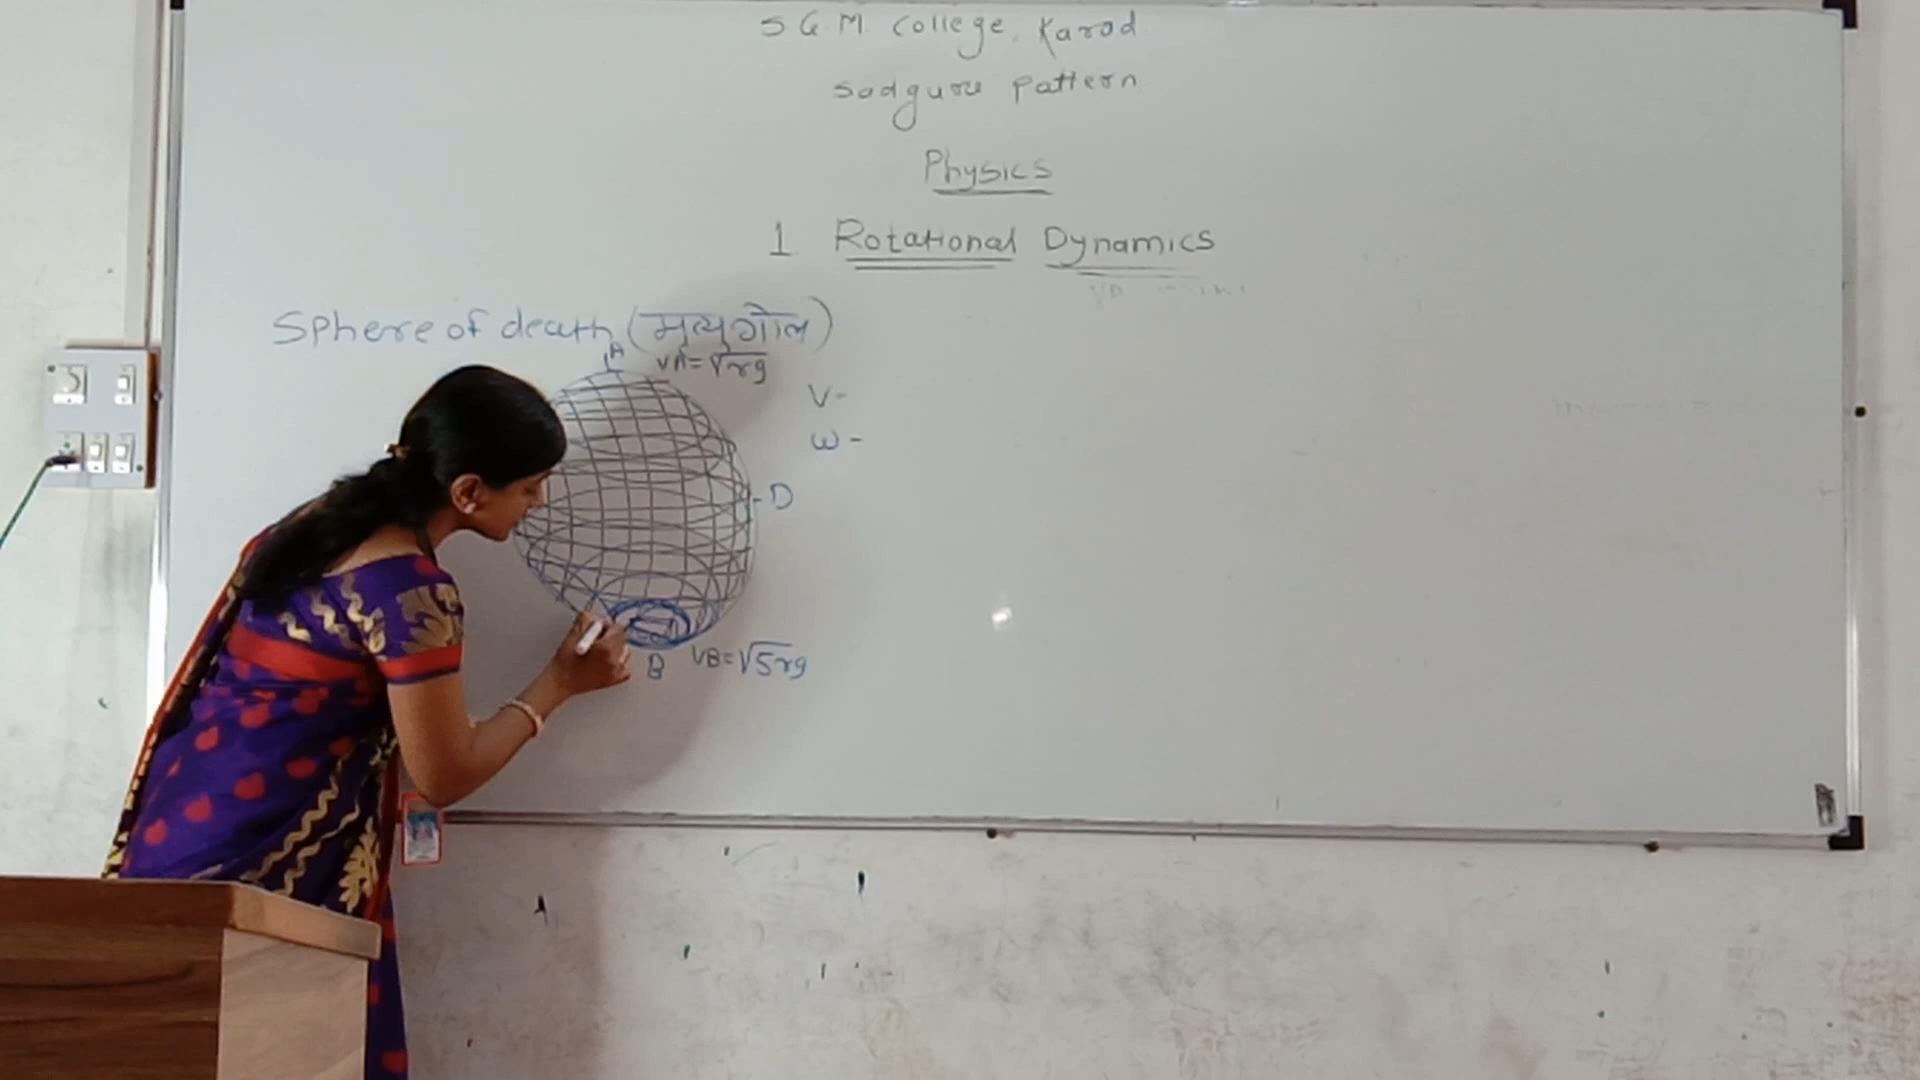 S.G.M. College, Karad
Sadguru pattern
Physics
1 Rotational Dynamics
Sphere of death (मृत्युगोल)
A
VA=√rg
V-
ω-
D
B VB=√5rg